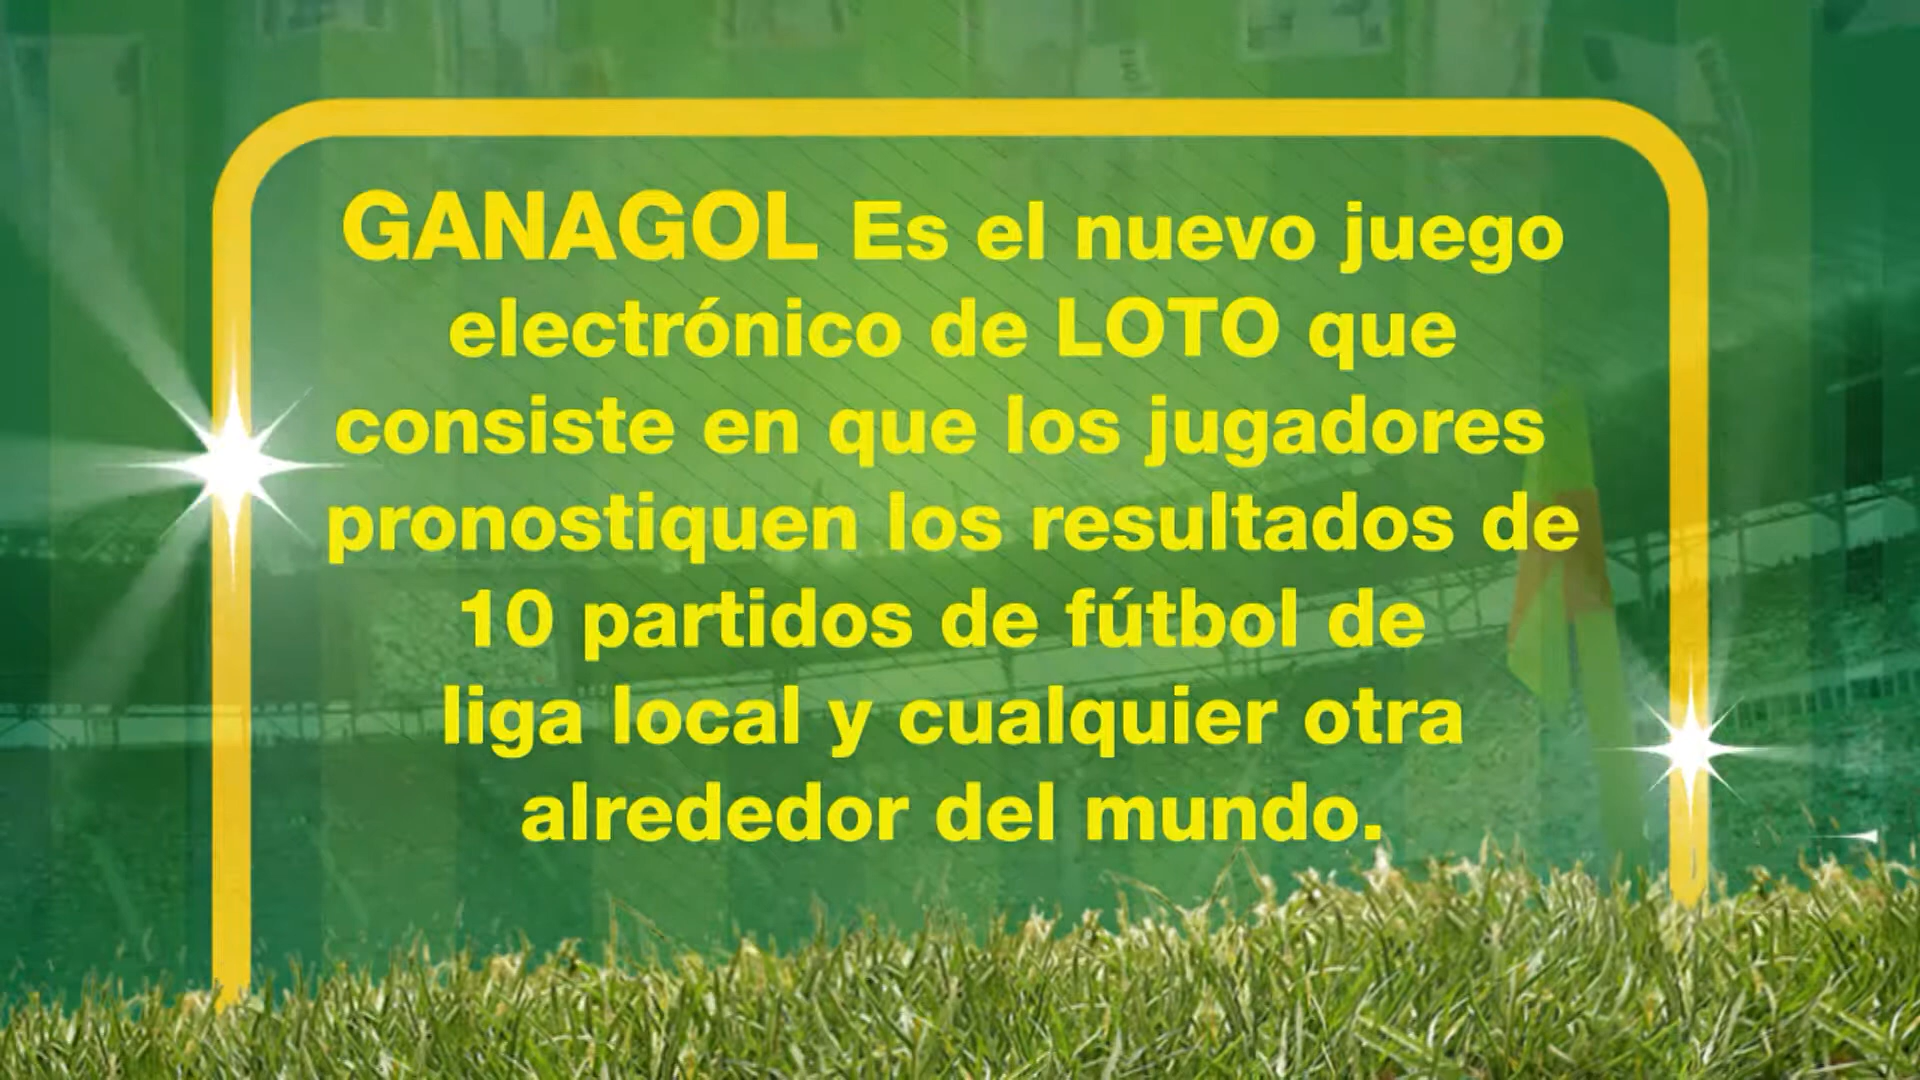 GANAGOL Es el nuevo juego
electrónico de LOTO que
consiste en que los jugadores
pronostiquen los resultados de
10 partidos de fútbol de
liga local y cualquier otra
alrededor del mundo.